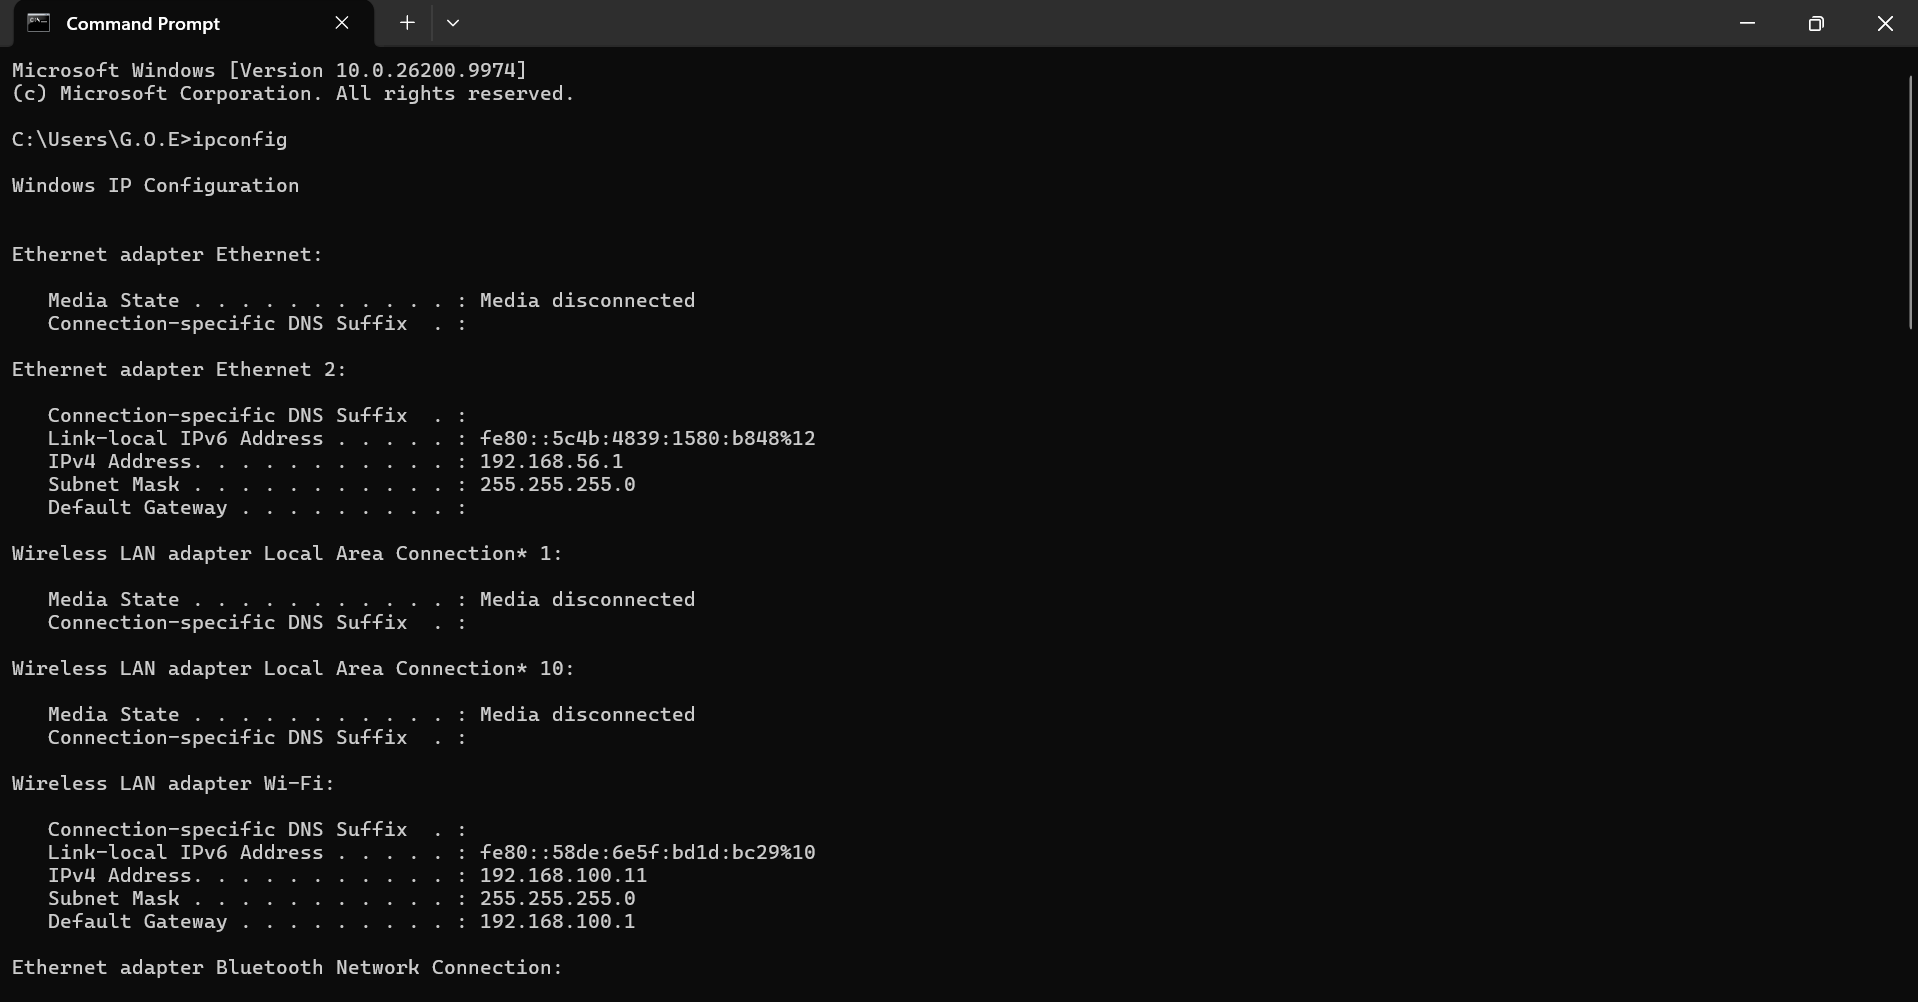 Command Prompt
Microsoft Windows [Version 10.0.26200.9974]
(c) Microsoft Corporation. All rights reserved.
C:\Users\G.O.E>ipconfig
Windows IP Configuration
Ethernet adapter Ethernet:
   Media State . . . . . . . . . . . : Media disconnected
   Connection-specific DNS Suffix  . :
Ethernet adapter Ethernet 2:
   Connection-specific DNS Suffix  . :
   Link-local IPv6 Address . . . . . : fe80::5c4b:4839:1580:b848%12
   IPv4 Address. . . . . . . . . . . : 192.168.56.1
   Subnet Mask . . . . . . . . . . . : 255.255.255.0
   Default Gateway . . . . . . . . . :
Wireless LAN adapter Local Area Connection* 1:
   Media State . . . . . . . . . . . : Media disconnected
   Connection-specific DNS Suffix  . :
Wireless LAN adapter Local Area Connection* 10:
   Media State . . . . . . . . . . . : Media disconnected
   Connection-specific DNS Suffix  . :
Wireless LAN adapter Wi-Fi:
   Connection-specific DNS Suffix  . :
   Link-local IPv6 Address . . . . . : fe80::58de:6e5f:bd1d:bc29%10
   IPv4 Address. . . . . . . . . . . : 192.168.100.11
   Subnet Mask . . . . . . . . . . . : 255.255.255.0
   Default Gateway . . . . . . . . . : 192.168.100.1
Ethernet adapter Bluetooth Network Connection: